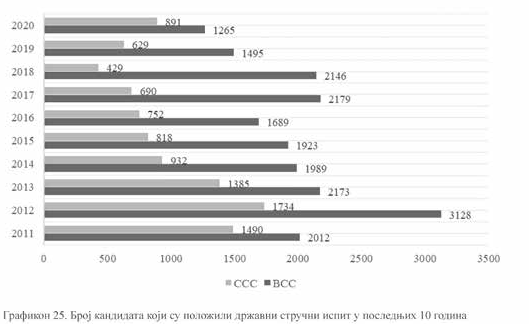 2020 891 1265
2019 629 1495
2018 429 2146
2017 690 2179
2016 752 1689
2015 818 1923
2014 932 1989
2013 1385 2173
2012 1734 3128
2011 1490 2012
0 500 1000 1500 2000 2500 3000 3500
ССС ВСС
Графикон 25. Број кандидата који су положили државни стручни испит у последњих 10 година